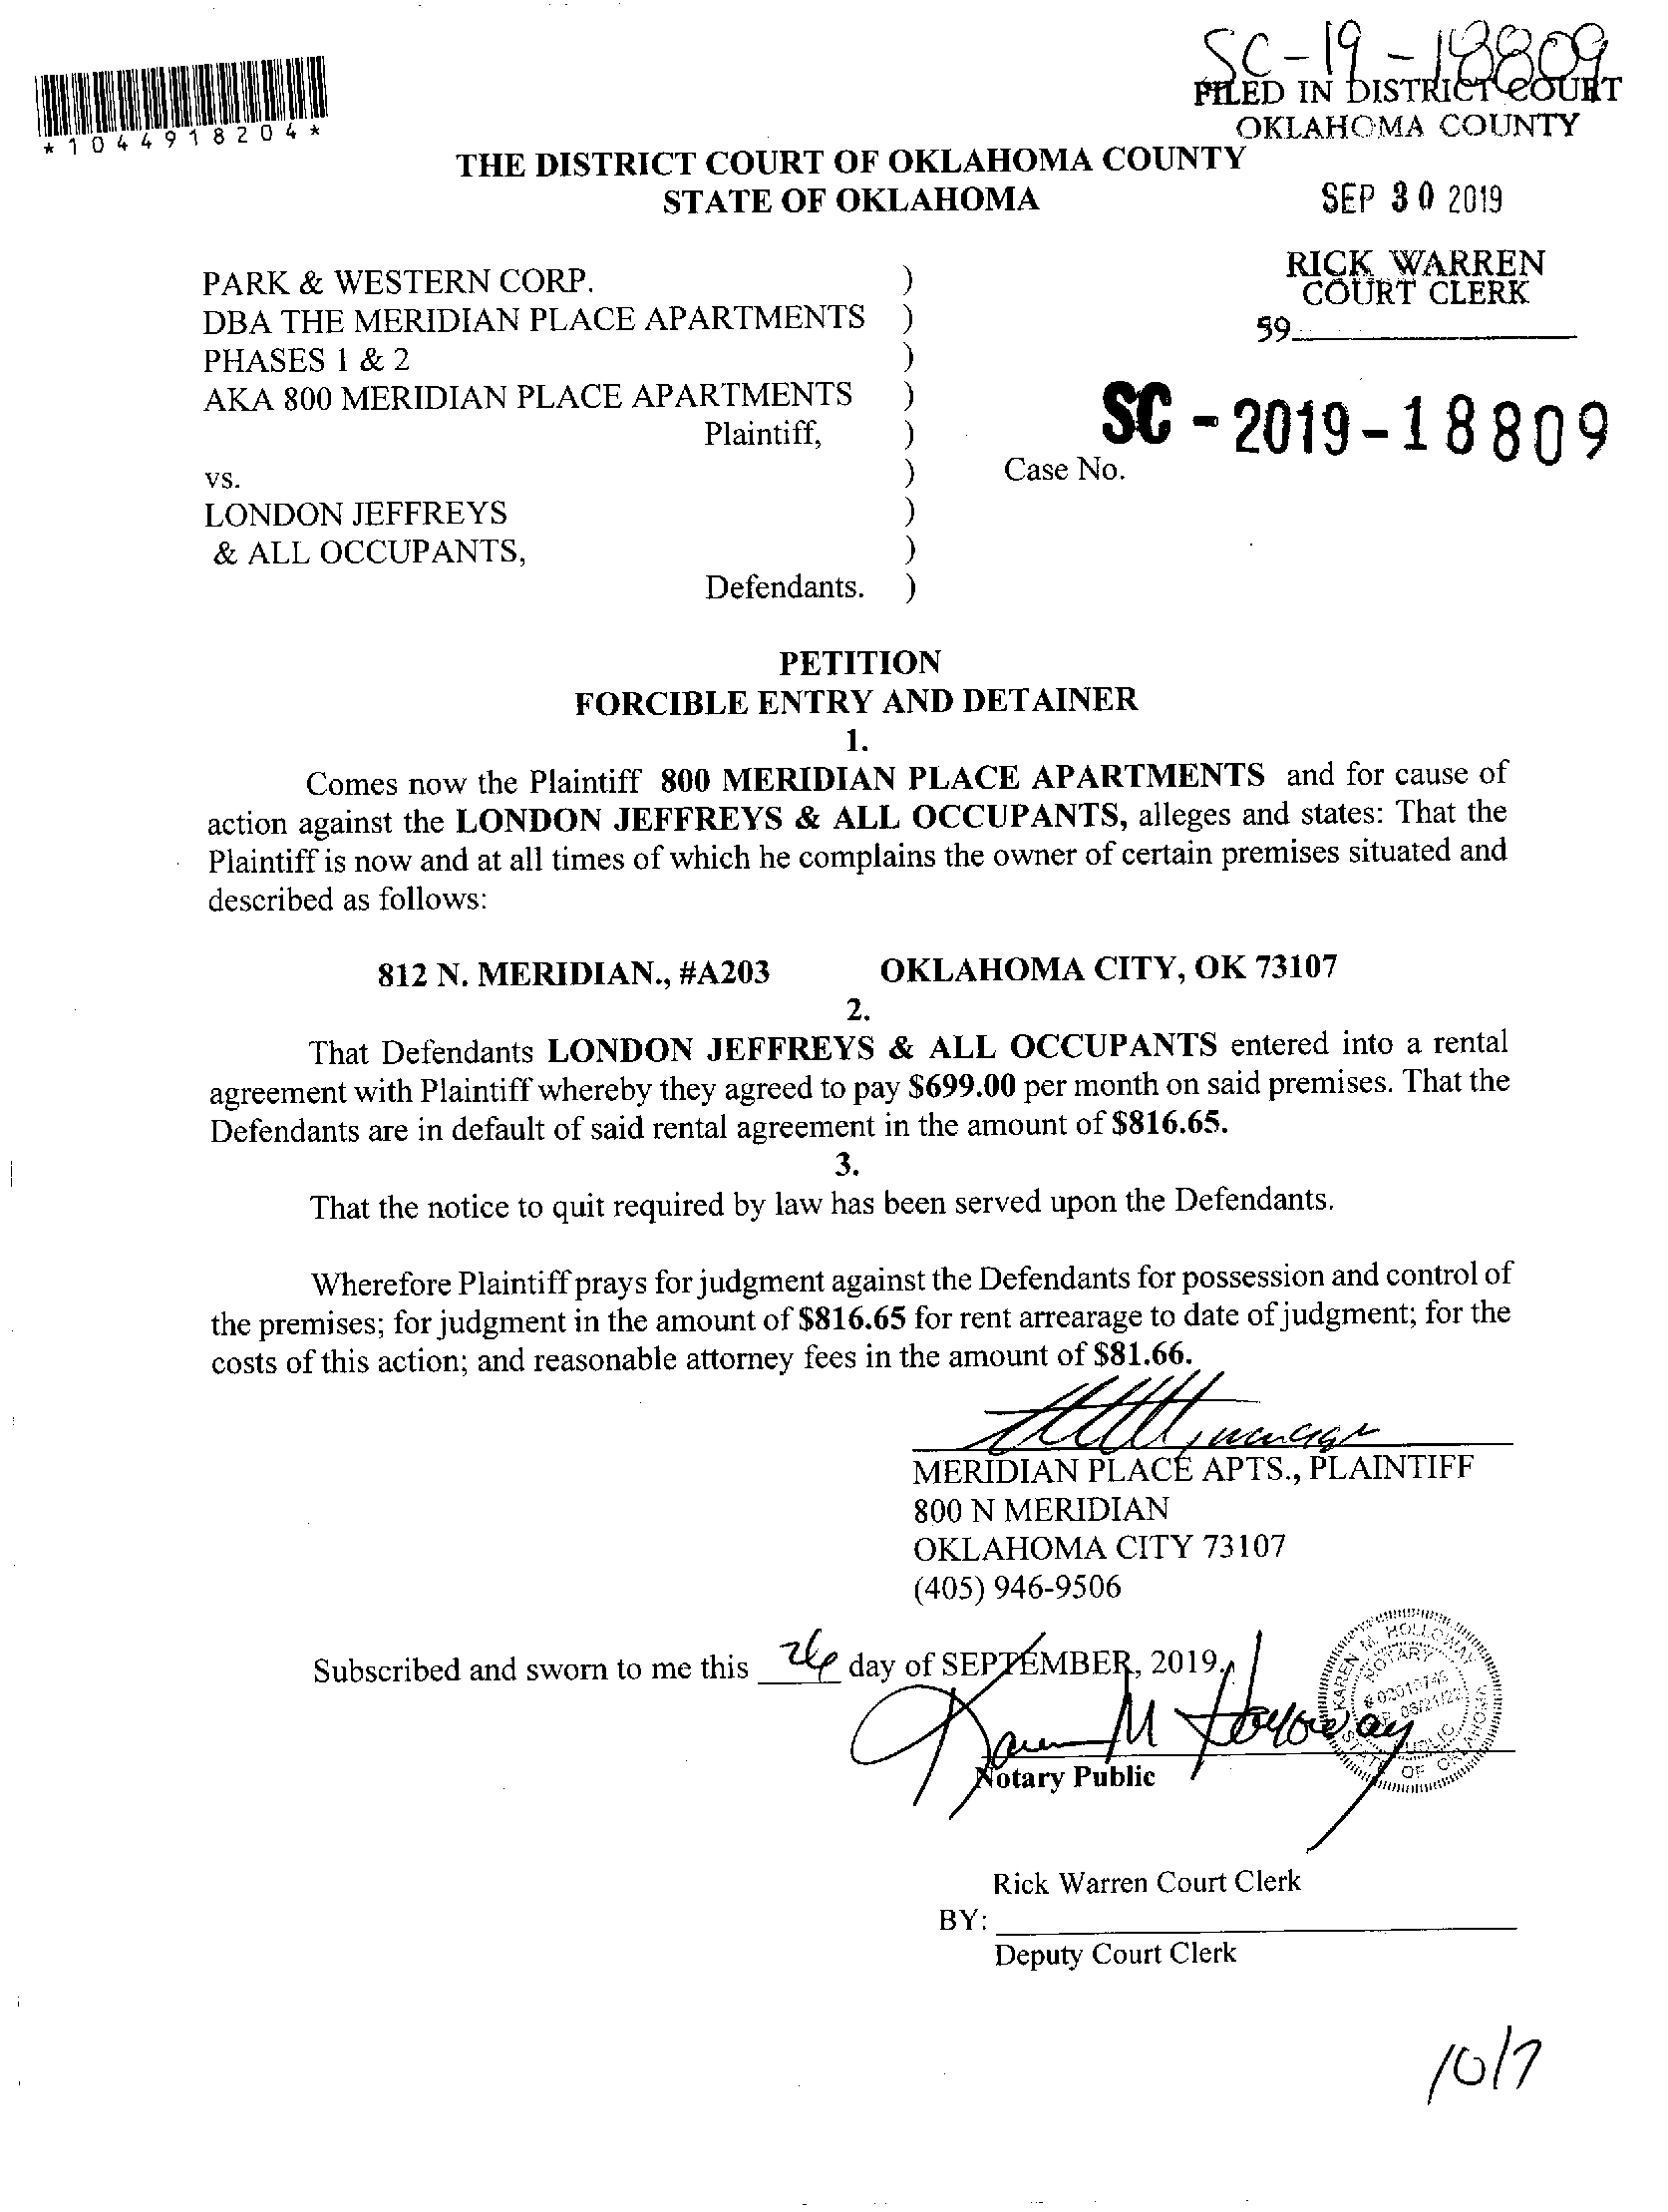 SC-19-18809
FILED IN DISTRICT COURT
OKLAHOMA COUNTY
*1044918204*
THE DISTRICT COURT OF OKLAHOMA COUNTY
STATE OF OKLAHOMA
SEP 30 2019
RICK WARREN
COURT CLERK
59
PARK & WESTERN CORP. )
DBA THE MERIDIAN PLACE APARTMENTS )
PHASES 1 & 2 )
AKA 800 MERIDIAN PLACE APARTMENTS )
Plaintiff, )
SC-2019-18809
vs. ) Case No.
LONDON JEFFREYS )
& ALL OCCUPANTS, )
Defendants. )
PETITION
FORCIBLE ENTRY AND DETAINER
1.
Comes now the Plaintiff 800 MERIDIAN PLACE APARTMENTS and for cause of
action against the LONDON JEFFREYS & ALL OCCUPANTS, alleges and states: That the
Plaintiff is now and at all times of which he complains the owner of certain premises situated and
described as follows:
812 N. MERIDIAN., #A203 OKLAHOMA CITY, OK 73107
2.
That Defendants LONDON JEFFREYS & ALL OCCUPANTS entered into a rental
agreement with Plaintiff whereby they agreed to pay $699.00 per month on said premises. That the
Defendants are in default of said rental agreement in the amount of $816.65.
3.
That the notice to quit required by law has been served upon the Defendants.
Wherefore Plaintiff prays for judgment against the Defendants for possession and control of
the premises; for judgment in the amount of $816.65 for rent arrearage to date of judgment; for the
costs of this action; and reasonable attorney fees in the amount of $81.66.
, manager
MERIDIAN PLACE APTS., PLAINTIFF
800 N MERIDIAN
OKLAHOMA CITY 73107
(405) 946-9506
Subscribed and sworn to me this 26 day of SEPTEMBER, 2019.
Karen M Holloway
Notary Public
KAREN M. HOLLOWAY
NOTARY
PUBLIC
STATE OF OKLAHOMA
Rick Warren Court Clerk
BY:
Deputy Court Clerk
10/7